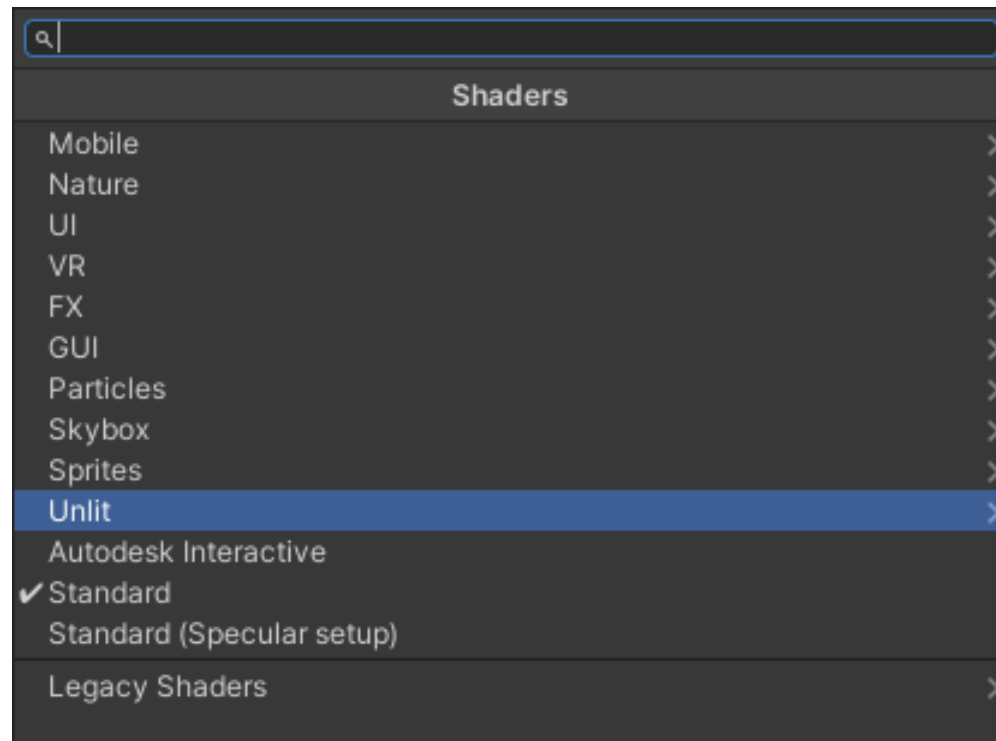 Shaders
Mobile
Nature
UI
VR
FX
GUI
Particles
Skybox
Sprites
Unlit
Autodesk Interactive
Standard
Standard (Specular setup)
Legacy Shaders